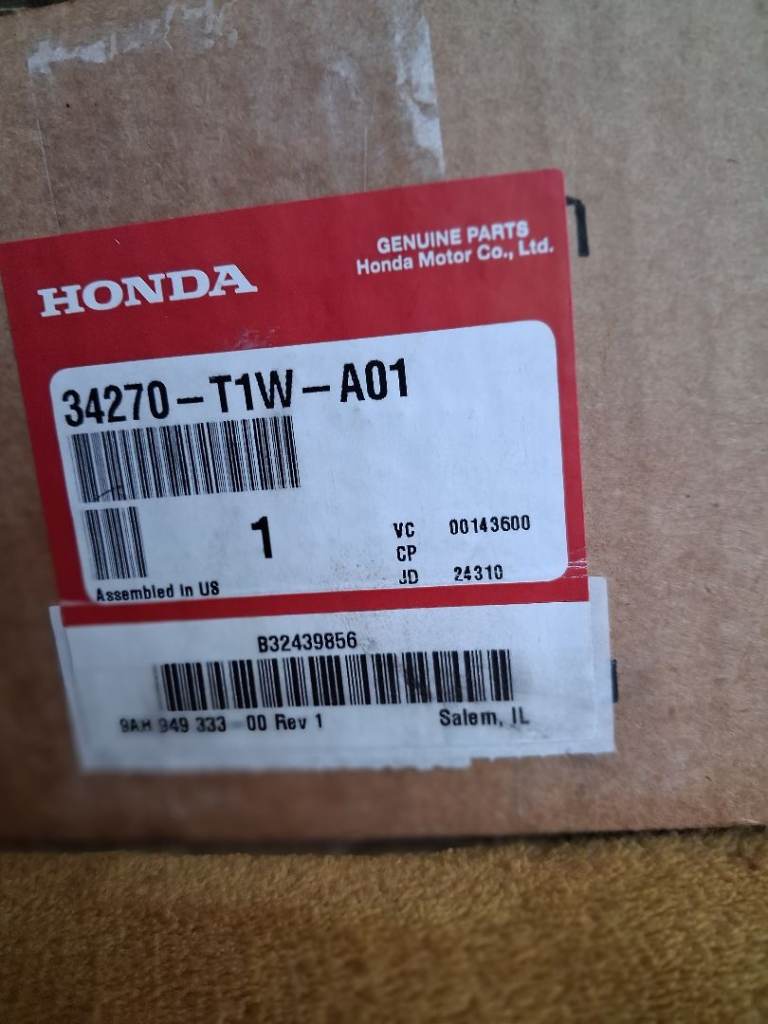 HONDA
GENUINE PARTS
Honda Motor Co., Ltd.
34270-T1W-A01
1
VC 00143600
CP
JD 24310
Assembled in US
B32439856
9AH 949 333 00 Rev 1
Salem, IL